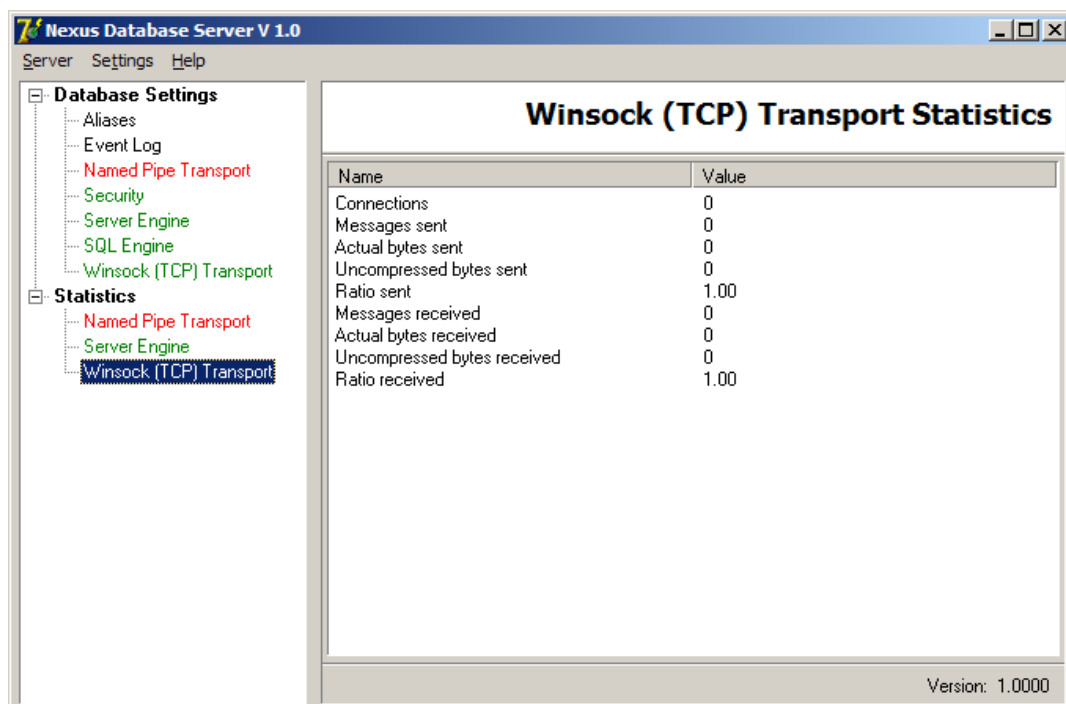 Nexus Database Server V 1.0
Server Settings Help
Database Settings
Aliases
Event Log
Named Pipe Transport
Security
Server Engine
SQL Engine
Winsock (TCP) Transport
Statistics
Named Pipe Transport
Server Engine
Winsock (TCP) Transport
Winsock (TCP) Transport Statistics
Name Value
Connections 0
Messages sent 0
Actual bytes sent 0
Uncompressed bytes sent 0
Ratio sent 1.00
Messages received 0
Actual bytes received 0
Uncompressed bytes received 0
Ratio received 1.00
Version: 1.0000